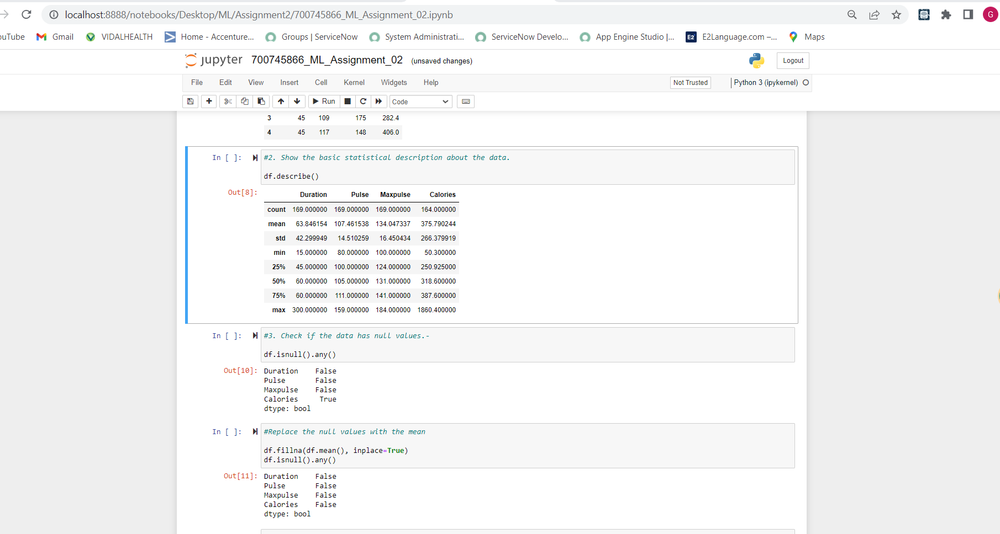 localhost:8888/notebooks/Desktop/ML/Assignment2/700745866_ML_Assignment_02.ipynb
G
ouTube Gmail VIDALHEALTH Home - Accenture... Groups | ServiceNow System Administrati... ServiceNow Develo... App Engine Studio |... E2 E2Language.com –... Maps
jupyter 700745866_ML_Assignment_02 (unsaved changes) Logout
File Edit View Insert Cell Kernel Widgets Help Not Trusted Python 3 (ipykernel)
Run Code
3 45 109 175 282.4
4 45 117 148 406.0
In [ ]: #2. Show the basic statistical description about the data.
df.describe()
Out[8]:
Duration Pulse Maxpulse Calories
count 169.000000 169.000000 169.000000 164.000000
mean 63.846154 107.461538 134.047337 375.790244
std 42.299949 14.510259 16.450434 266.379919
min 15.000000 80.000000 100.000000 50.300000
25% 45.000000 100.000000 124.000000 250.925000
50% 60.000000 105.000000 131.000000 318.600000
75% 60.000000 111.000000 141.000000 387.600000
max 300.000000 159.000000 184.000000 1860.400000
In [ ]: #3. Check if the data has null values.-
df.isnull().any()
Out[10]: Duration False
Pulse False
Maxpulse False
Calories True
dtype: bool
In [ ]: #Replace the null values with the mean
df.fillna(df.mean(), inplace=True)
df.isnull().any()
Out[11]: Duration False
Pulse False
Maxpulse False
Calories False
dtype: bool